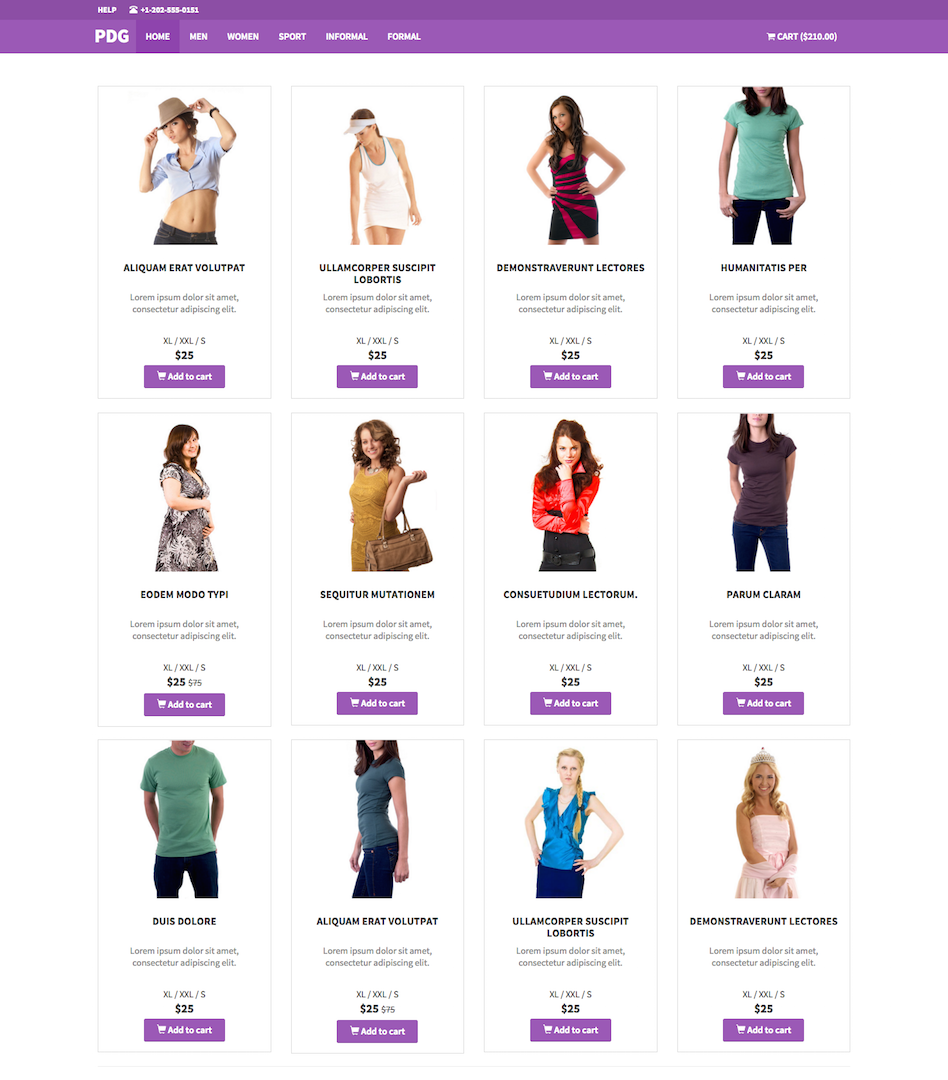 HELP +1-202-555-0151
PDG HOME MEN WOMEN SPORT INFORMAL FORMAL CART ($210.00)
ALIQUAM ERAT VOLUTPAT
Lorem ipsum dolor sit amet,
consectetur adipiscing elit.
XL / XXL / S
$25
Add to cart
ULLAMCORPER SUSCIPIT
LOBORTIS
Lorem ipsum dolor sit amet,
consectetur adipiscing elit.
XL / XXL / S
$25
Add to cart
DEMONSTRAVERUNT LECTORES
Lorem ipsum dolor sit amet,
consectetur adipiscing elit.
XL / XXL / S
$25
Add to cart
HUMANITATIS PER
Lorem ipsum dolor sit amet,
consectetur adipiscing elit.
XL / XXL / S
$25
Add to cart
EODEM MODO TYPI
Lorem ipsum dolor sit amet,
consectetur adipiscing elit.
XL / XXL / S
$25 $75
Add to cart
SEQUITUR MUTATIONEM
Lorem ipsum dolor sit amet,
consectetur adipiscing elit.
XL / XXL / S
$25
Add to cart
CONSUETUDIUM LECTORUM.
Lorem ipsum dolor sit amet,
consectetur adipiscing elit.
XL / XXL / S
$25
Add to cart
PARUM CLARAM
Lorem ipsum dolor sit amet,
consectetur adipiscing elit.
XL / XXL / S
$25
Add to cart
DUIS DOLORE
Lorem ipsum dolor sit amet,
consectetur adipiscing elit.
XL / XXL / S
$25
Add to cart
ALIQUAM ERAT VOLUTPAT
Lorem ipsum dolor sit amet,
consectetur adipiscing elit.
XL / XXL / S
$25 $75
Add to cart
ULLAMCORPER SUSCIPIT
LOBORTIS
Lorem ipsum dolor sit amet,
consectetur adipiscing elit.
XL / XXL / S
$25
Add to cart
DEMONSTRAVERUNT LECTORES
Lorem ipsum dolor sit amet,
consectetur adipiscing elit.
XL / XXL / S
$25
Add to cart